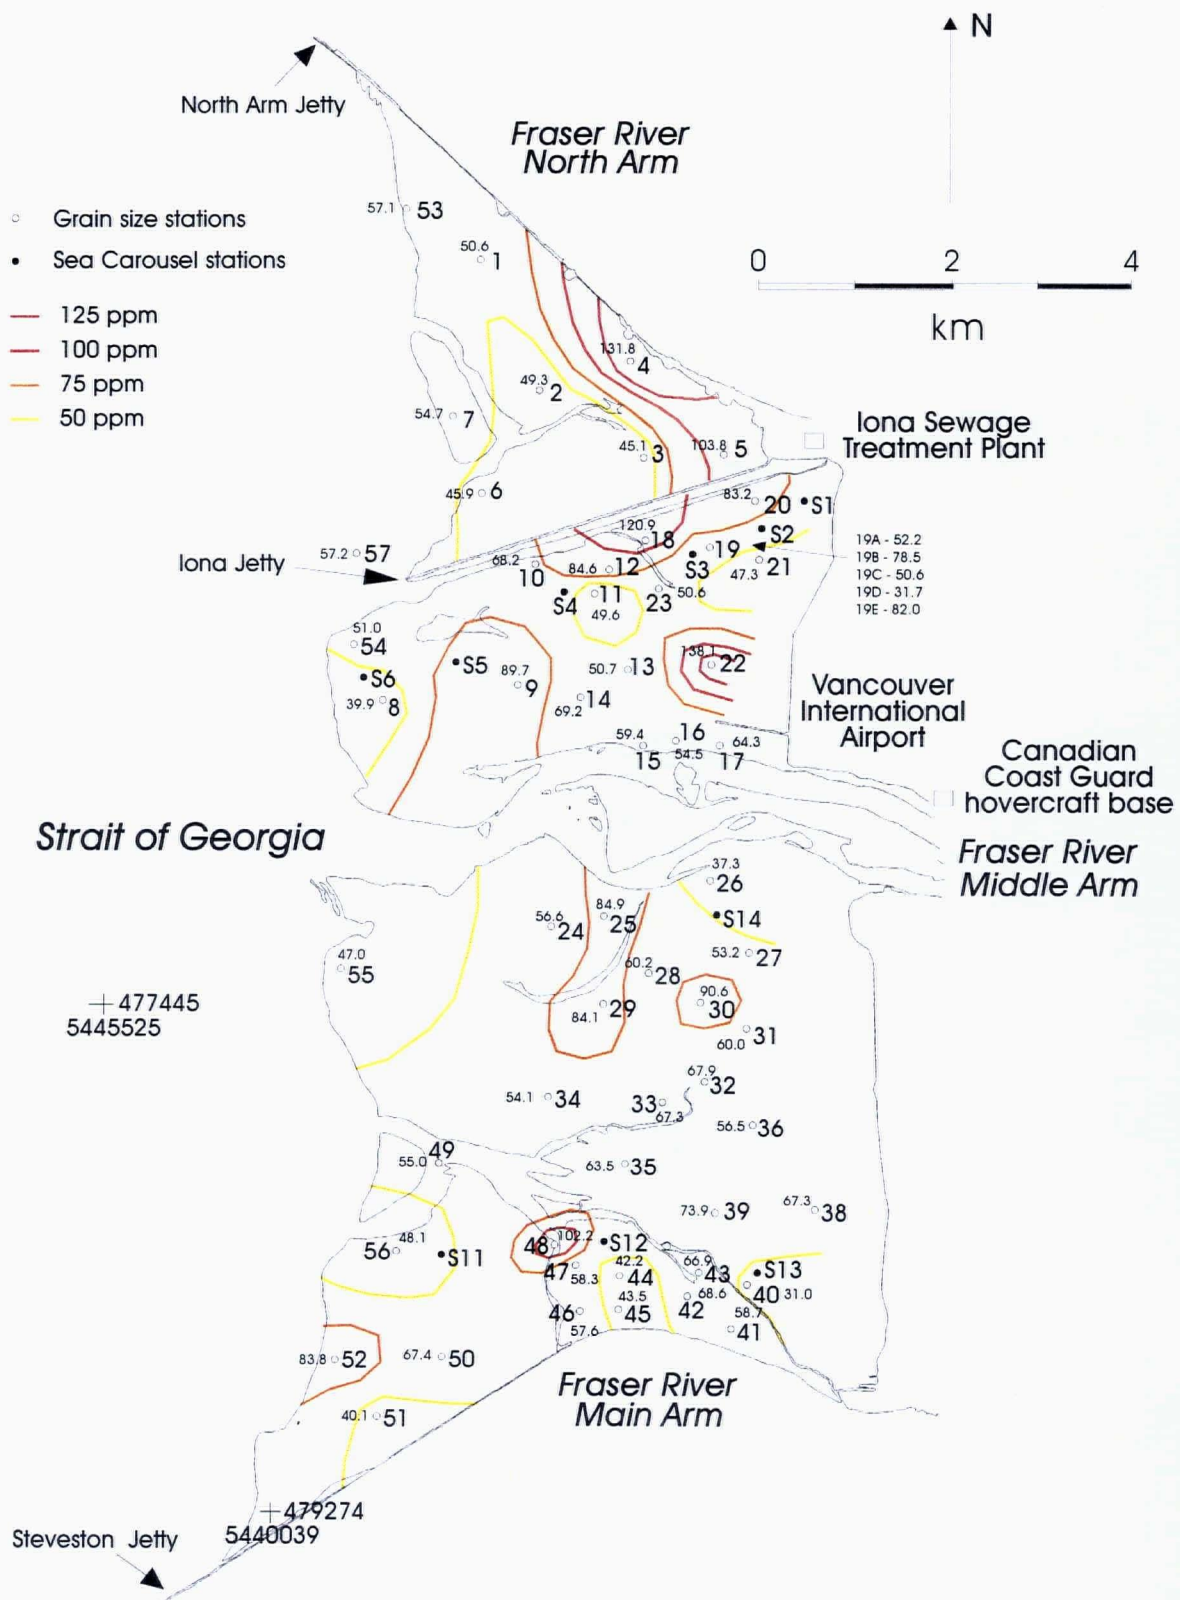 N
North Arm Jetty
Fraser River
North Arm
Grain size stations
Sea Carousel stations
125 ppm
100 ppm
75 ppm
50 ppm
0 2 4
km
57.1 53
50.6
1
131.8
4
49.3
2
54.7 7
45.1 3
103.8 5
Iona Sewage
Treatment Plant
45.9 6
83.2 20 S1
S2
120.9
18
19
S3
47.3 21
19A - 52.2
19B - 78.5
19C - 50.6
19D - 31.7
19E - 82.0
57.2 57
Iona Jetty
68.2
10
84.6 12
S4
11
49.6
23 50.6
51.0
54
S6
39.9 8
S5
89.7
9
50.7 13
14
69.2
138.1
22
Vancouver
International
Airport
59.4
15
16
54.5
64.3
17
Canadian
Coast Guard
hovercraft base
Strait of Georgia
Fraser River
Middle Arm
37.3
26
S14
53.2 27
84.9
25
56.6
24
60.2
28
47.0
55
90.6
30
84.1 29
31
60.0
477445
5445525
67.9
32
54.1 34
33
67.3
56.5 36
49
55.0
63.5 35
73.9 39
67.3
38
48.1
56
S11
102.2
48
S12
47
58.3
42.2
44
66.9
43
S13
40 31.0
43.5
45
68.6
42
58.7
41
46
57.6
83.8 52
67.4 50
40.1 51
Fraser River
Main Arm
479274
5440039
Steveston Jetty